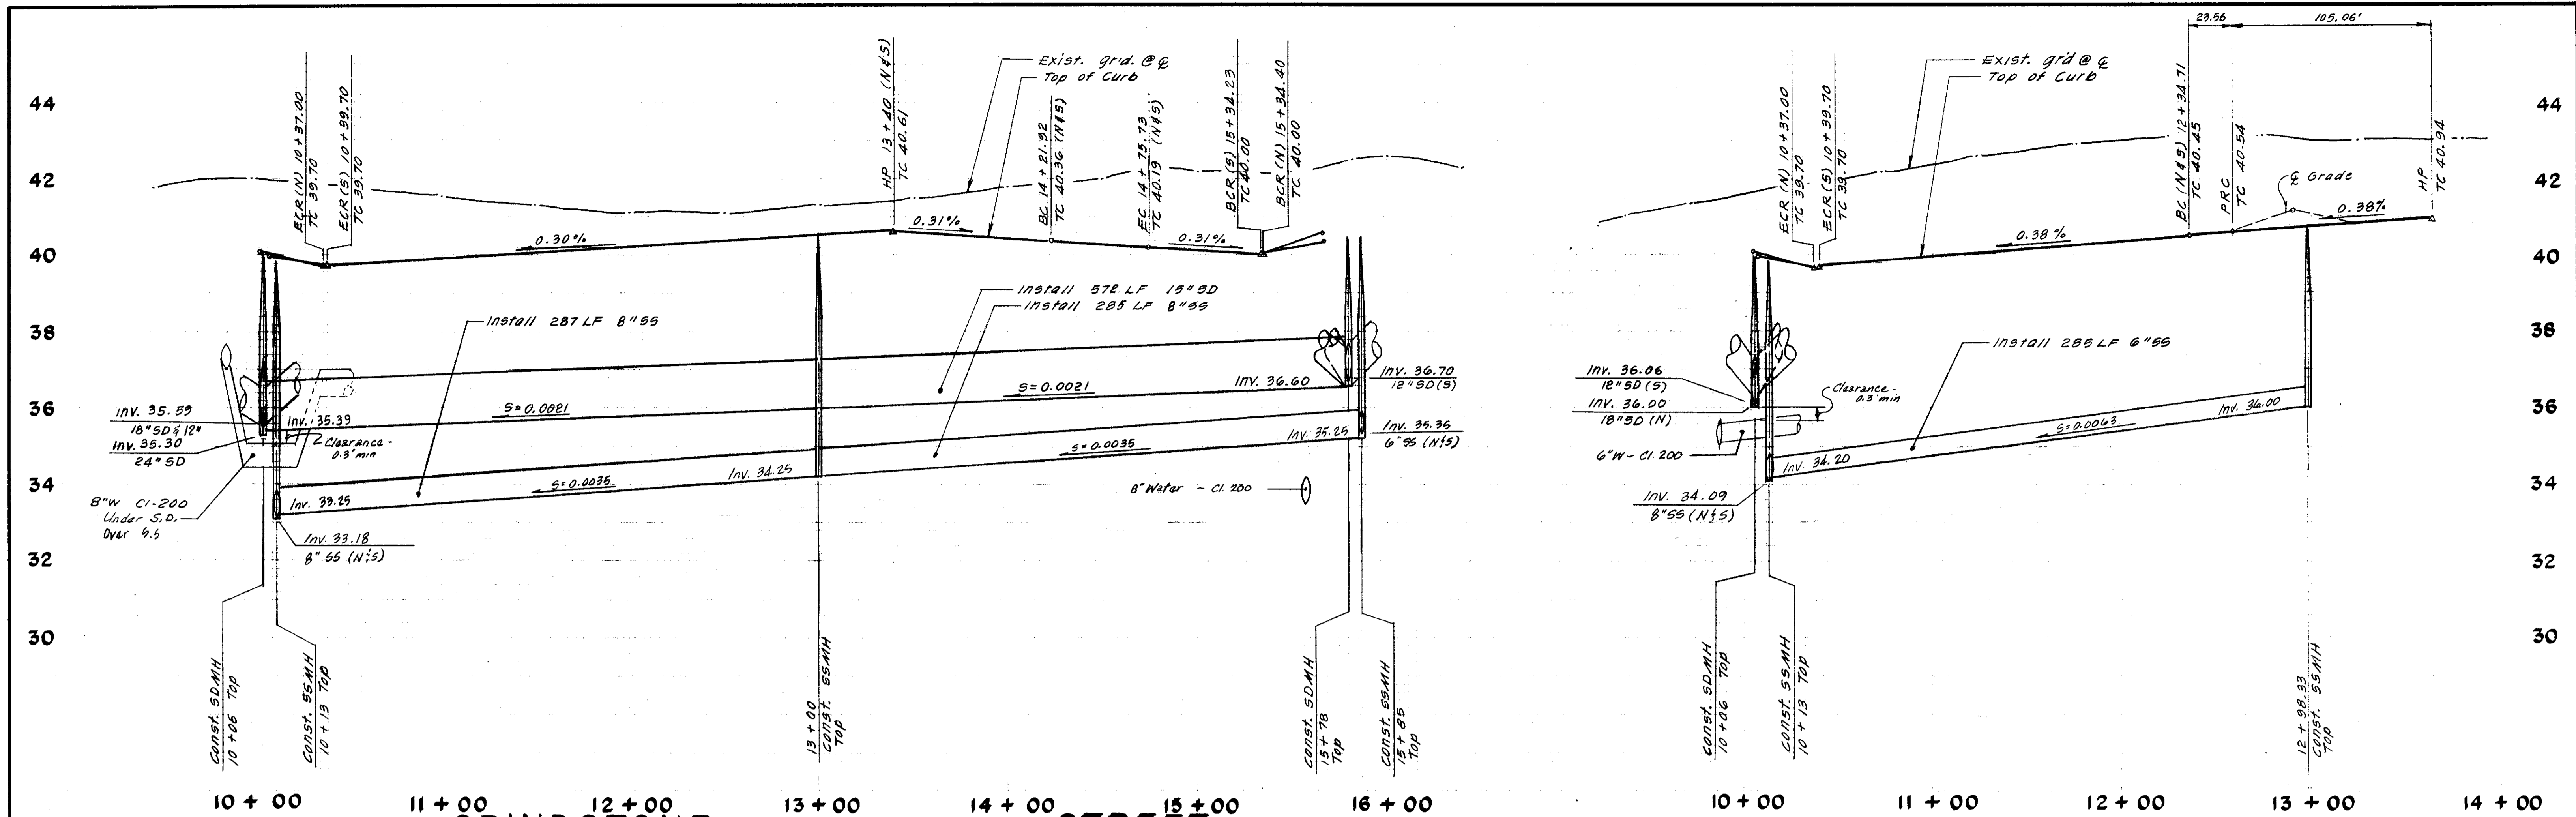 44
42
40
38
36
34
32
30
ECR (N) 10+37.00
TC 39.70
ECR (S) 10+39.70
TC 39.70
HP 13+40 (N&S)
TC 40.61
Exist. grd. @ ℄
Top of Curb
BC 14+21.92
TC 40.36 (N&S)
EC 14+75.73
TC 40.19 (N&S)
BCR (S) 15+34.23
TC 40.00
BCR (N) 15+34.40
TC 40.00
0.30%
0.31%
0.31%
Install 572 LF 15"SD
Install 285 LF 8"SS
Install 287 LF 8"SS
Inv. 35.59
18"SD & 12"
Inv. 35.30
24"SD
Inv. 35.39
Clearance -
0.3' min
S=0.0021
S=0.0021
Inv. 36.60
Inv. 36.70
12"SD(S)
Inv. 35.25
Inv. 35.35
6"SS (N&S)
S=0.0035
S=0.0035
Inv. 34.25
Inv. 33.25
Inv. 33.18
8"SS (N&S)
8"W Cl-200
Under S.D.
Over S.S
8"Water - Cl. 200
Const. SDMH
10+06 Top
Const. SSMH
10+13 Top
13+00
Const. SSMH
Top
Const. SDMH
15+78
Top
Const. SSMH
15+85
Top
10+00 11+00 12+00 13+00 14+00 15+00 16+00
23.56
105.06'
Exist. grd @ ℄
Top of Curb
ECR (N) 10+37.00
TC 39.70
ECR (S) 10+39.70
TC 39.70
BC (N&S) 12+34.71
TC 40.45
PRC
TC 40.54
℄ Grade
HP
TC 40.94
0.38%
0.38%
Install 285 LF 6"SS
Inv. 36.06
12"SD(S)
Inv. 36.00
18"SD(N)
Clearance -
0.3' min
6"W-Cl. 200
Inv. 36.00
S=0.0063
Inv. 34.20
Inv. 34.09
8"SS (N&S)
Const. SDMH
10+06 Top
Const. SSMH
10+13 Top
12+98.33
Const. SSMH
Top
44
42
40
38
36
34
32
30
10+00 11+00 12+00 13+00 14+00